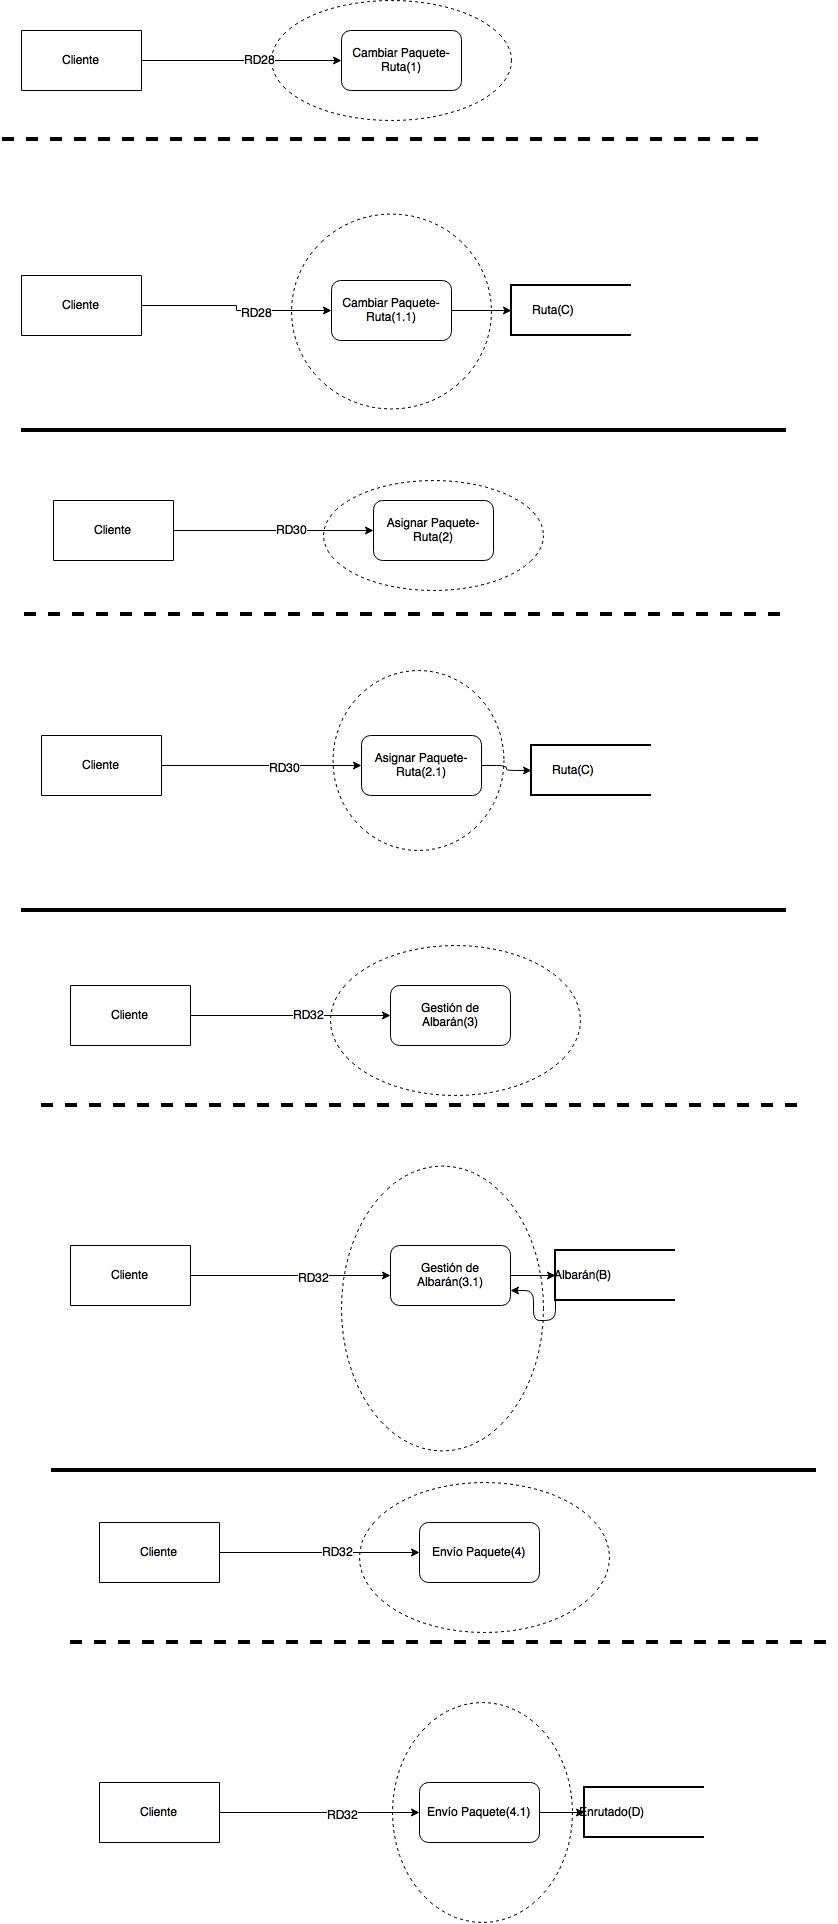 Cliente
RD28
Cambiar Paquete-
Ruta(1)
Cliente
RD28
Cambiar Paquete-
Ruta(1.1)
Ruta(C)
Cliente
RD30
Asignar Paquete-
Ruta(2)
Cliente
RD30
Asignar Paquete-
Ruta(2.1)
Ruta(C)
Cliente
RD32
Gestión de
Albarán(3)
Cliente
RD32
Gestión de
Albarán(3.1)
Albarán(B)
Cliente
RD32
Envío Paquete(4)
Cliente
RD32
Envío Paquete(4.1)
Enrutado(D)